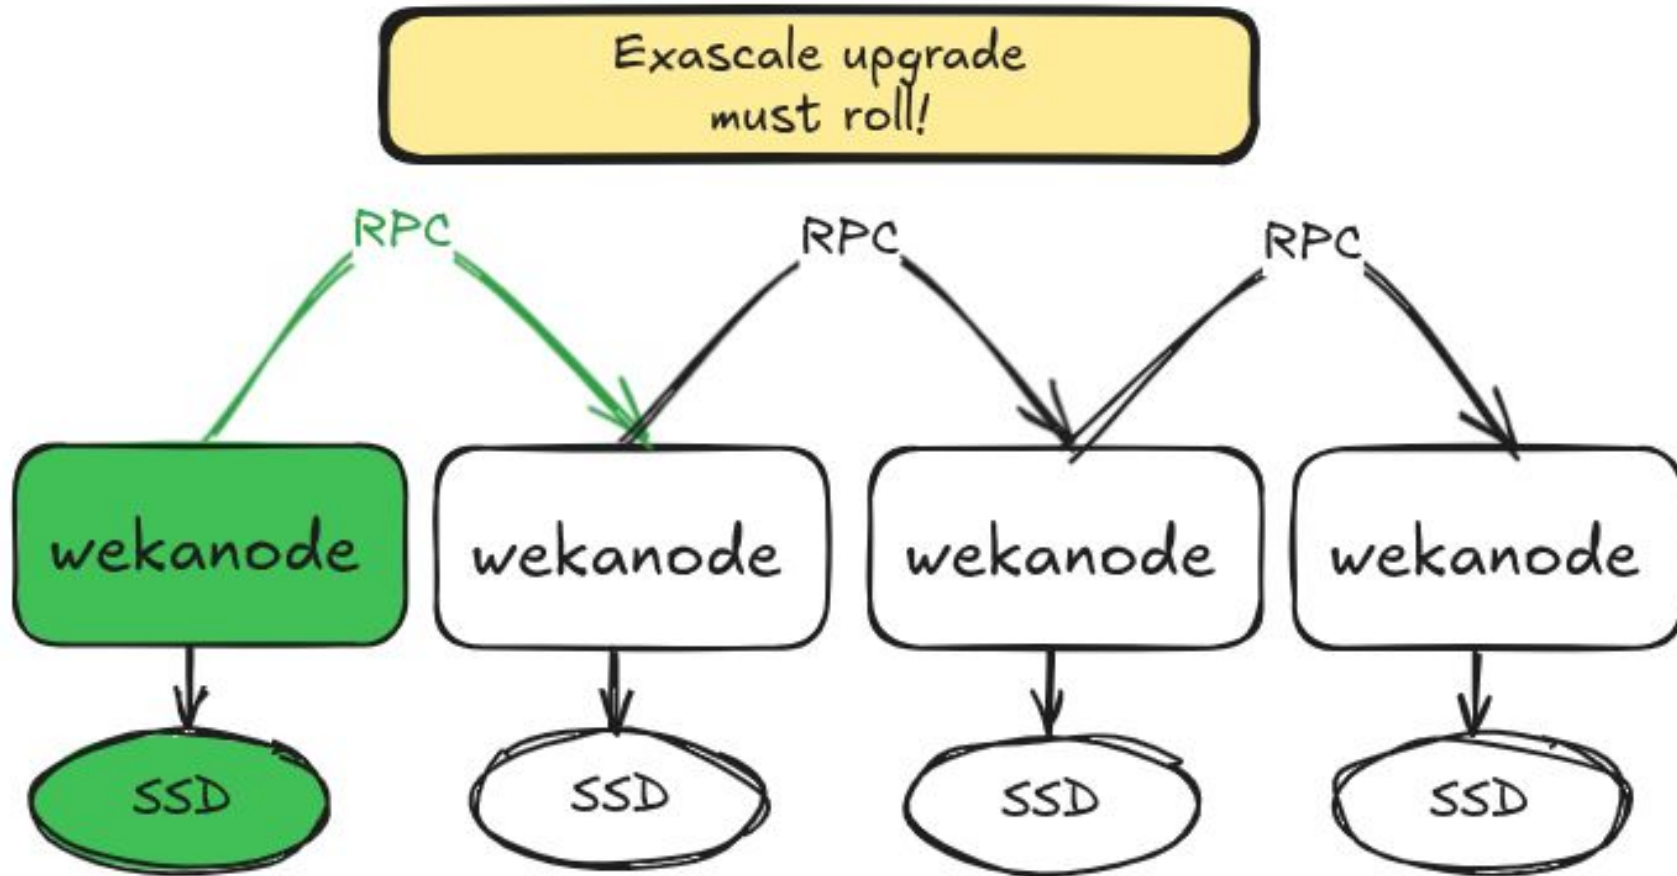 Exascale upgrade
must roll!
RPC
RPC
RPC
wekanode
wekanode
wekanode
wekanode
SSD
SSD
SSD
SSD